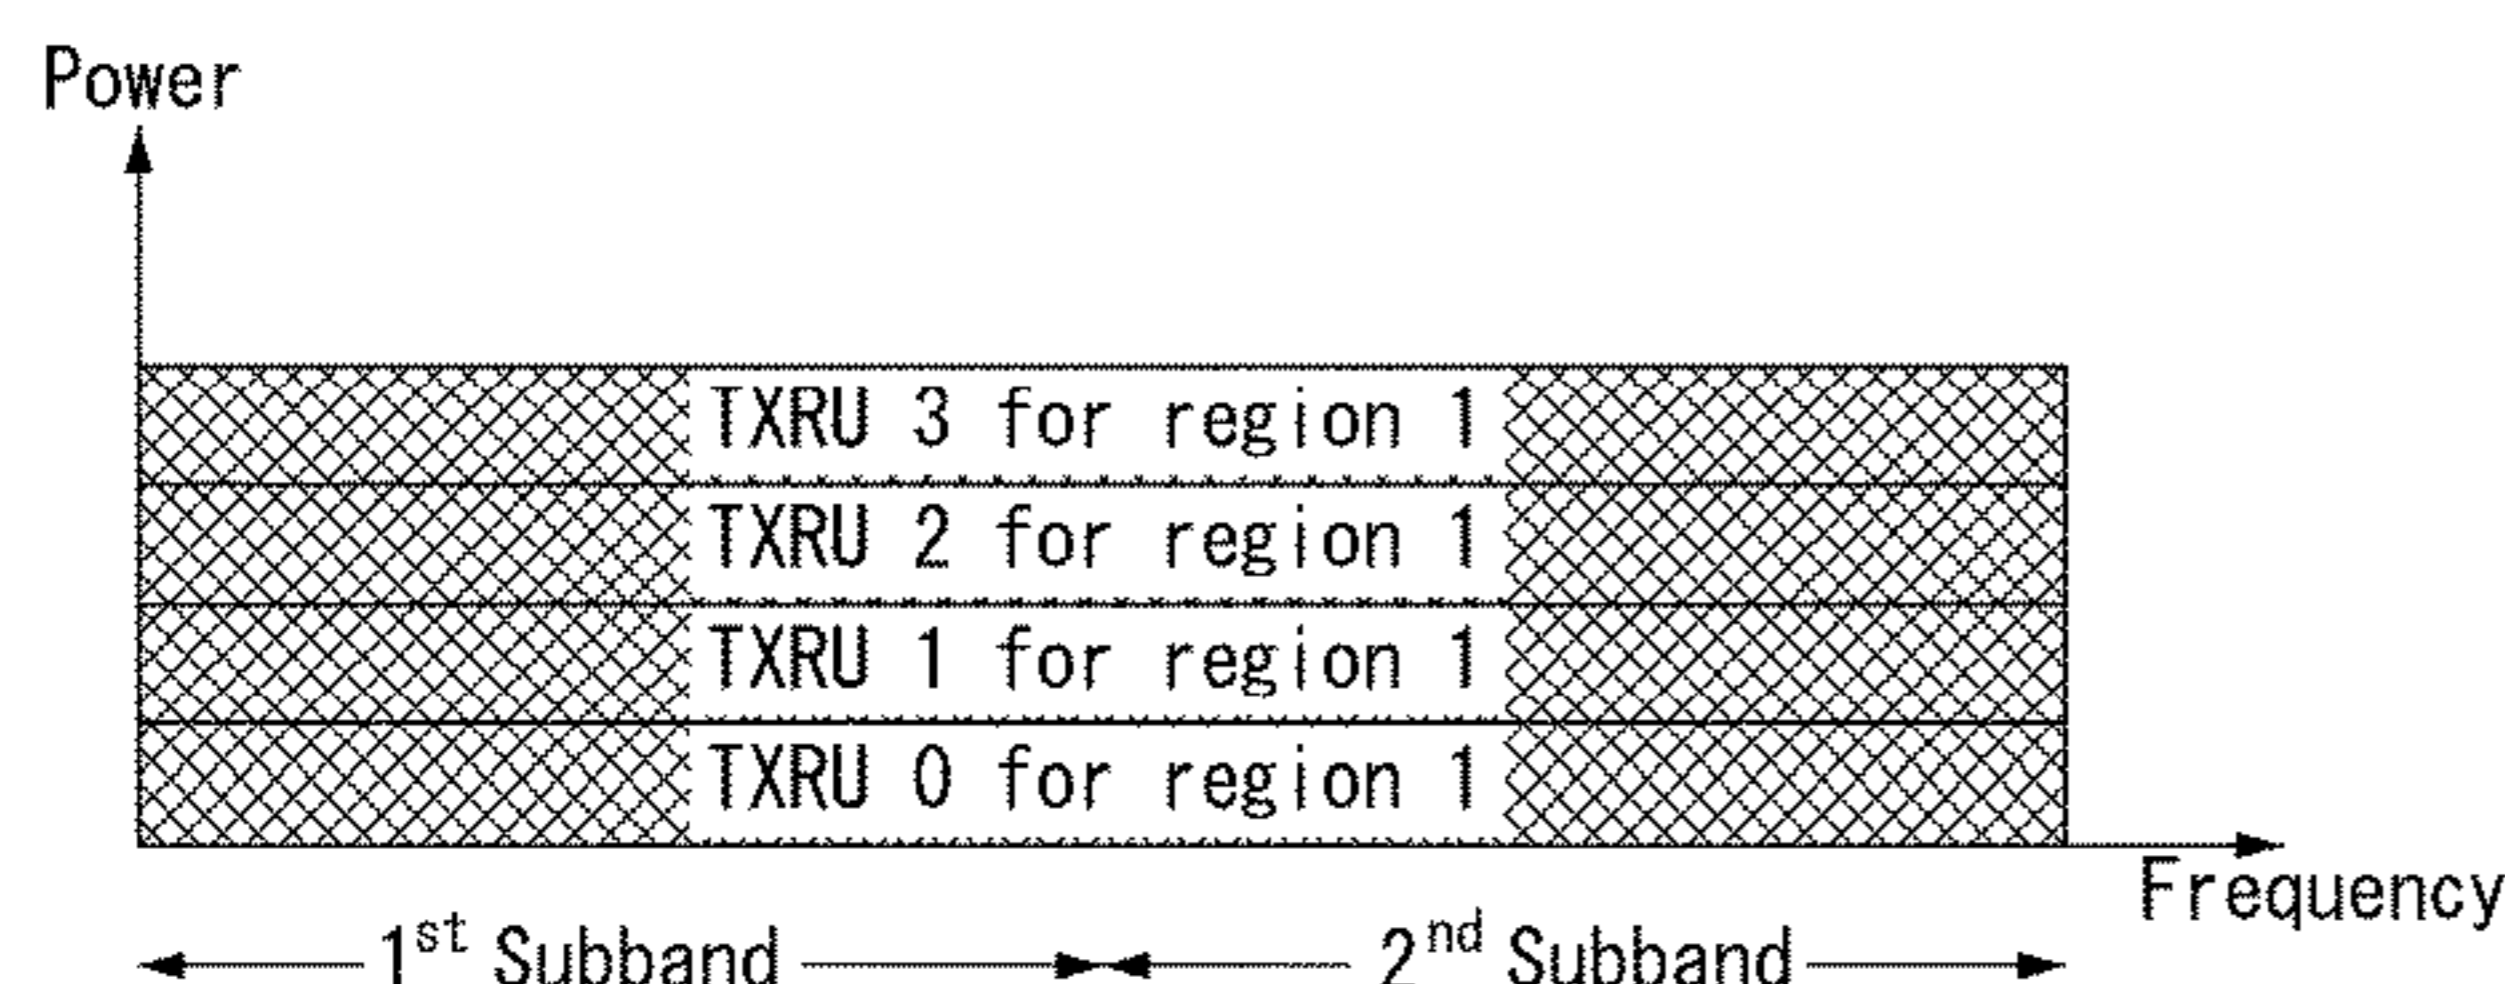 Power
TXRU 3 for region 1
TXRU 2 for region 1
TXRU 1 for region 1
TXRU 0 for region 1
Frequency
1st Subband
2nd Subband